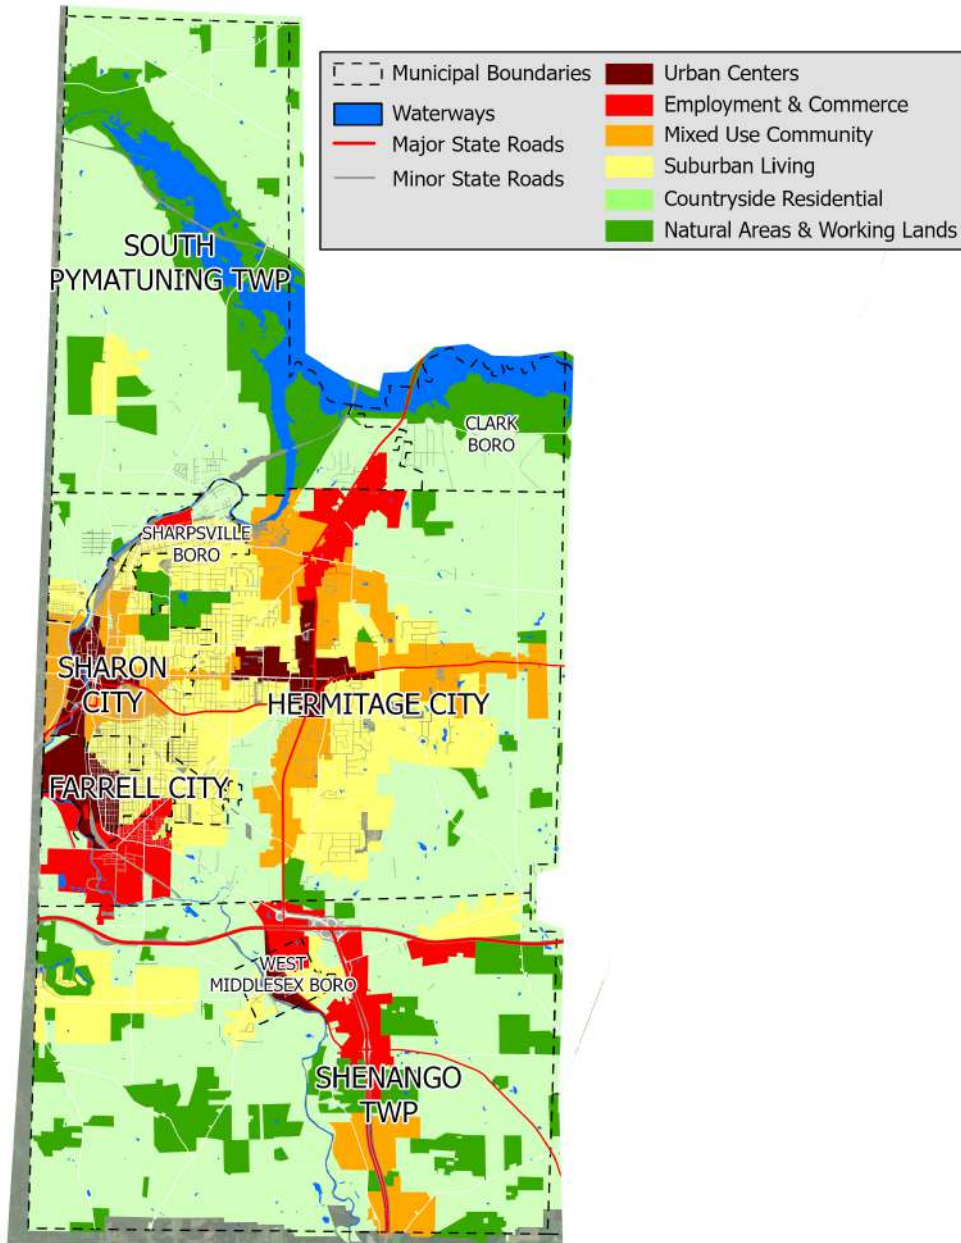 Municipal Boundaries
Waterways
Major State Roads
Minor State Roads
Urban Centers
Employment & Commerce
Mixed Use Community
Suburban Living
Countryside Residential
Natural Areas & Working Lands
SOUTH
PYMATUNING TWP
CLARK
BORO
SHARPSVILLE
BORO
SHARON
CITY
HERMITAGE CITY
FARRELL CITY
WEST
MIDDLESEX BORO
SHENANGO
TWP